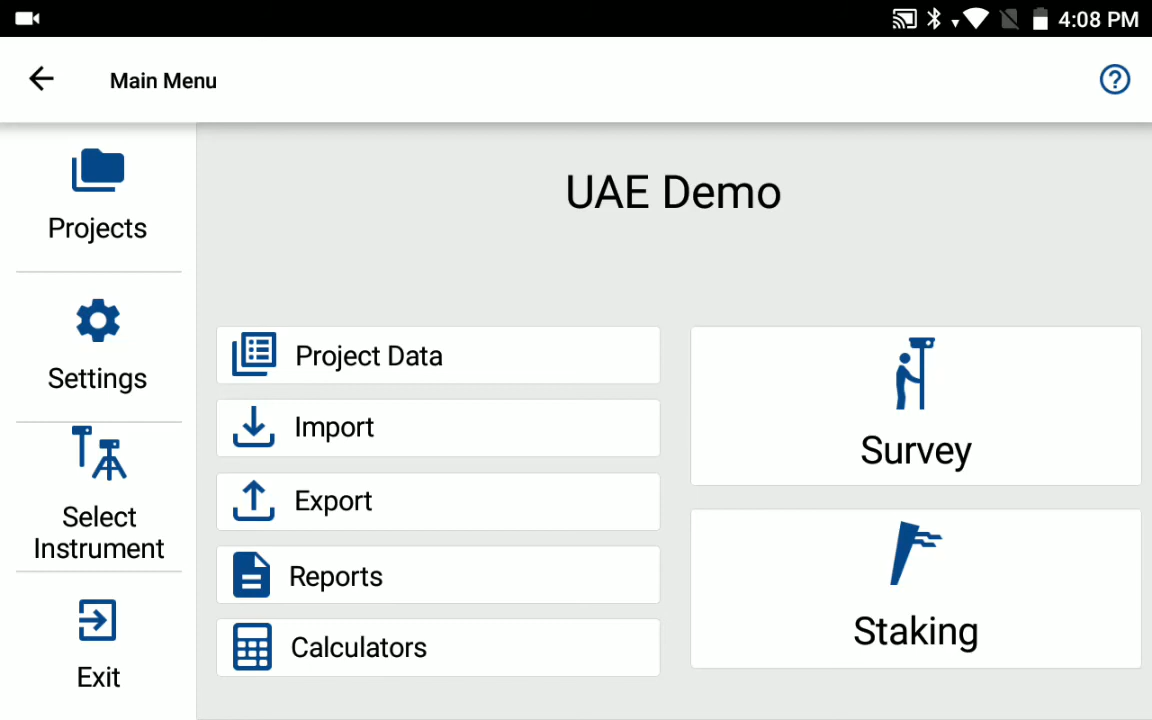 4:08 PM
Main Menu
Projects
Settings
Select
Instrument
Exit
UAE Demo
Project Data
Import
Export
Reports
Calculators
Survey
Staking